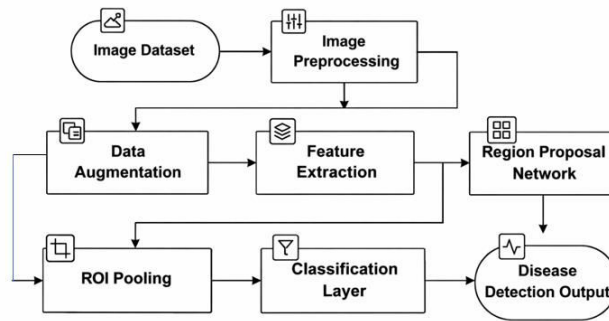 Image Dataset
Image
Preprocessing
Data
Augmentation
Feature
Extraction
Region Proposal
Network
ROI Pooling
Classification
Layer
Disease
Detection Output